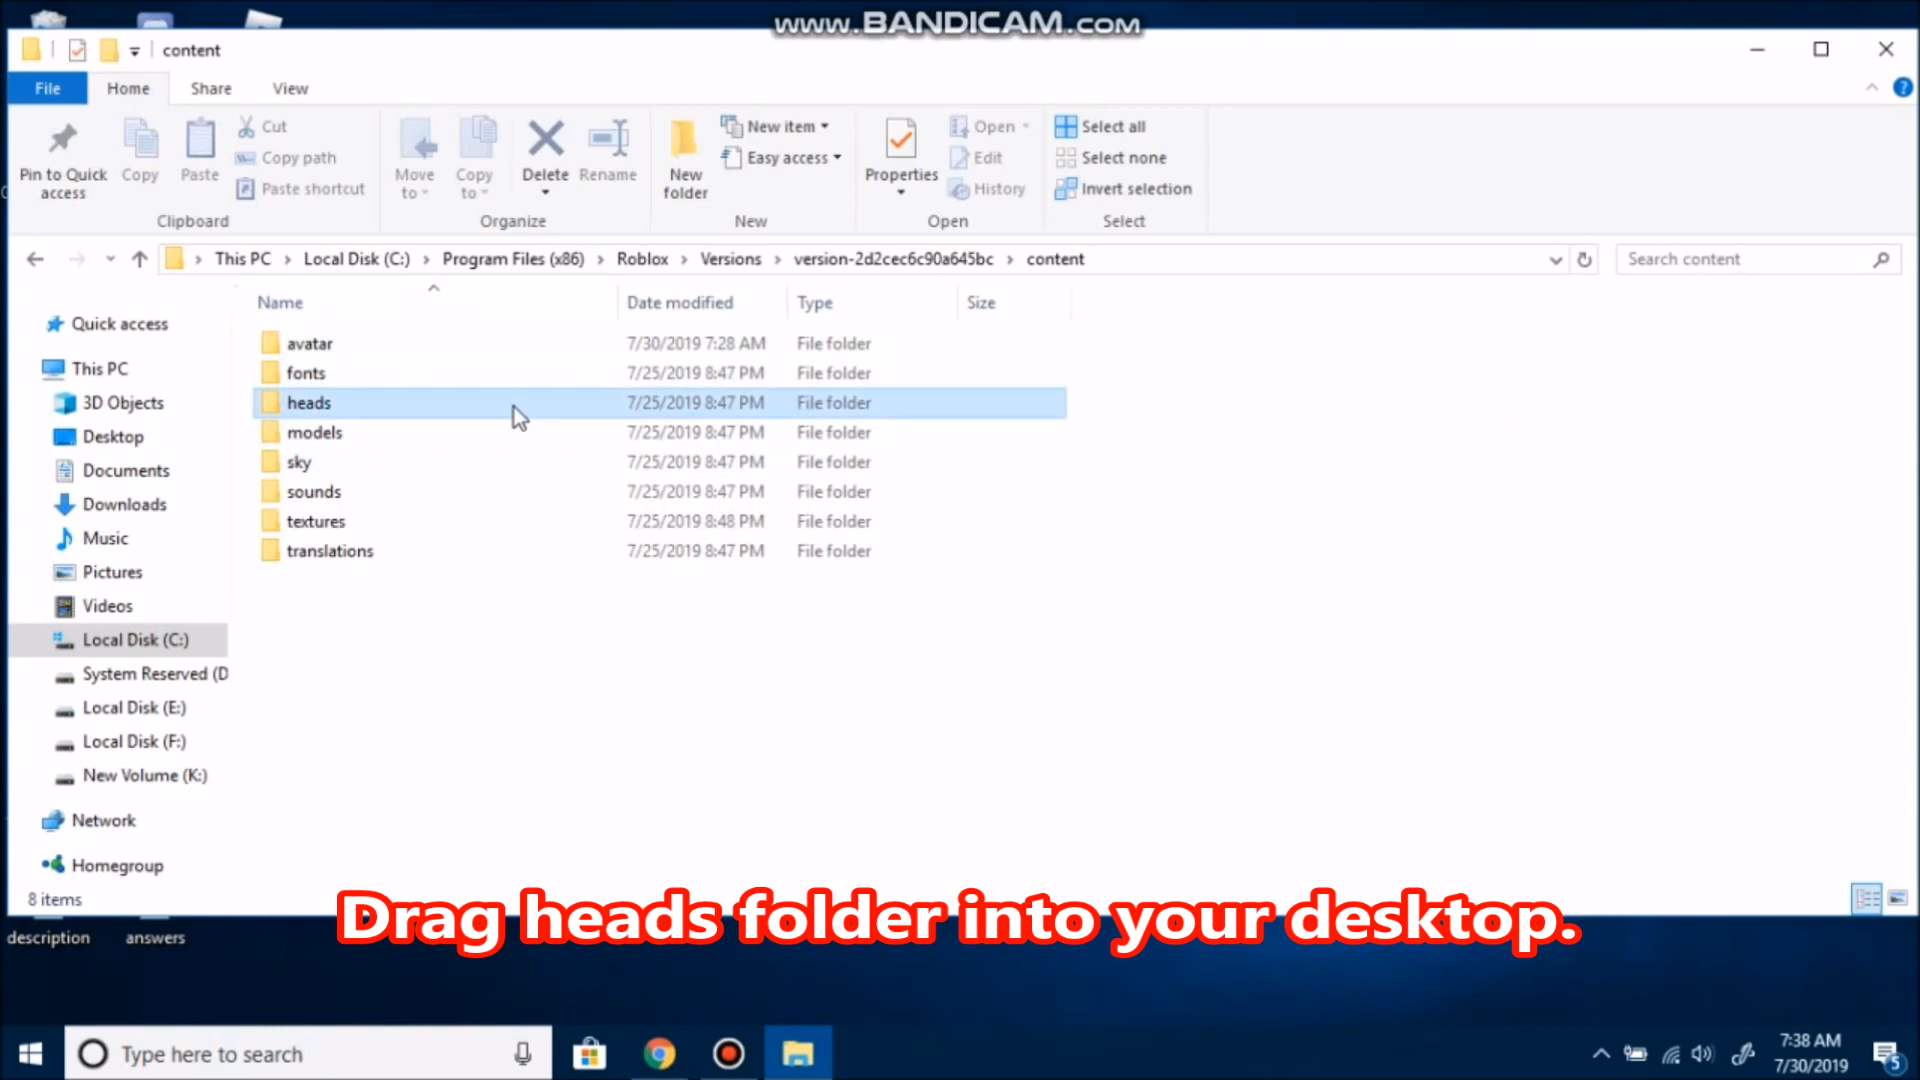 www.BANDICAM.com
content
File Home Share View
Pin to Quick access
Copy
Paste
Cut
Copy path
Paste shortcut
Clipboard
Move to
Copy to
Delete
Rename
Organize
New folder
New item
Easy access
New
Properties
Open
Edit
History
Open
Select all
Select none
Invert selection
Select
This PC > Local Disk (C:) > Program Files (x86) > Roblox > Versions > version-2d2cec6c90a645bc > content
Search content
Name Date modified Type Size
avatar 7/30/2019 7:28 AM File folder
fonts 7/25/2019 8:47 PM File folder
heads 7/25/2019 8:47 PM File folder
models 7/25/2019 8:47 PM File folder
sky 7/25/2019 8:47 PM File folder
sounds 7/25/2019 8:47 PM File folder
textures 7/25/2019 8:48 PM File folder
translations 7/25/2019 8:47 PM File folder
Quick access
This PC
3D Objects
Desktop
Documents
Downloads
Music
Pictures
Videos
Local Disk (C:)
System Reserved (D
Local Disk (E:)
Local Disk (F:)
New Volume (K:)
Network
Homegroup
8 items
Drag heads folder into your desktop.
description answers
Type here to search
7:38 AM
7/30/2019
5